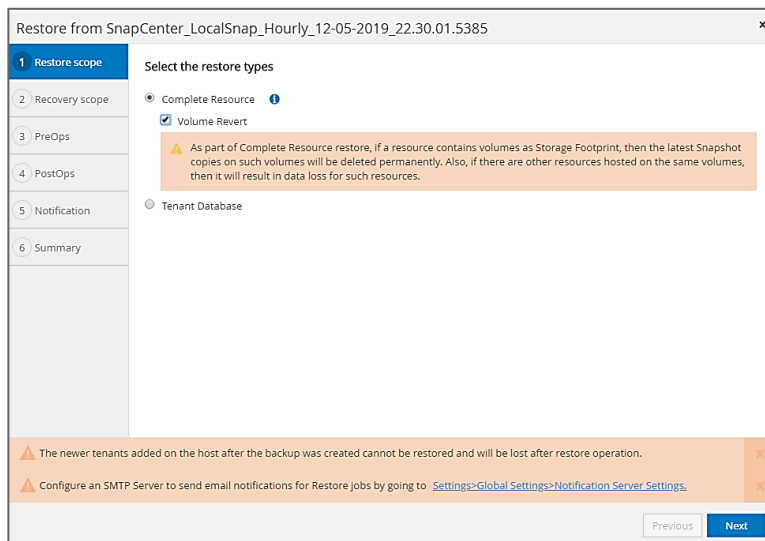 Restore from SnapCenter_LocalSnap_Hourly_12-05-2019_22.30.01.5385
x
1 Restore scope
2 Recovery scope
3 PreOps
4 PostOps
5 Notification
6 Summary
Select the restore types
Complete Resource i
Volume Revert
As part of Complete Resource restore, if a resource contains volumes as Storage Footprint, then the latest Snapshot
copies on such volumes will be deleted permanently. Also, if there are other resources hosted on the same volumes,
then it will result in data loss for such resources.
Tenant Database
The newer tenants added on the host after the backup was created cannot be restored and will be lost after restore operation.
Configure an SMTP Server to send email notifications for Restore jobs by going to Settings>Global Settings>Notification Server Settings.
Previous
Next